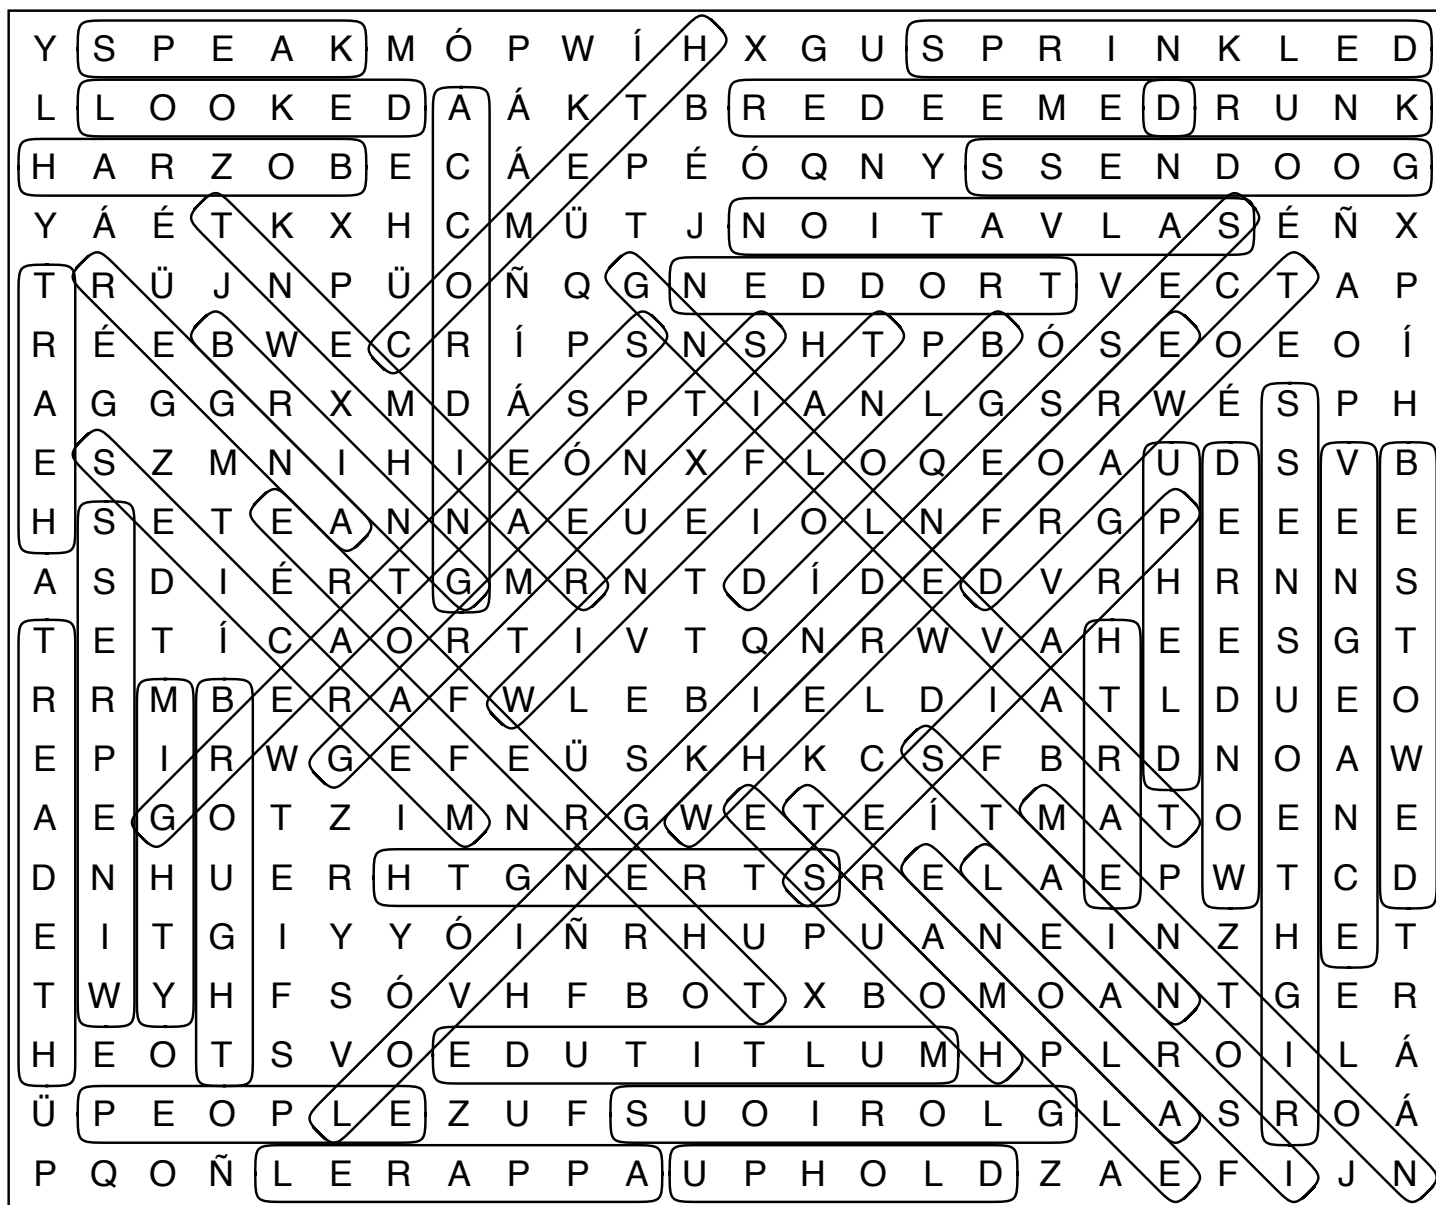 Y S P E A K M Ó P W Í H X G U S P R I N K L E D
L L O O K E D A Á K T B R E D E E M E D R U N K
H A R Z O B E C Á E P É Ó Q N Y S S E N D O O G
Y Á É T K X H C M Ü T J N O I T A V L A S É Ñ X
T R Ü J N P Ü O Ñ Q G N E D D O R T V E C T A P
R É E B W E C R Í P S N S H T P B Ó S E O E O Í
A G G G R X M D Á S P T I A N L G S R W É S P H
E S Z M N I H I E Ó N X F L O Q E O A U D S V B
H S E T E A N N A E U E I O L N F R G P E E E E
A S D I É R T G M R N T D Í D E D V R H R N N S
T E T Í C A O R T I V T Q N R W V A H E E S G T
R R M B E R A F W L E B I E L D I A T L D U E O
E P I R W G E F E Ü S K H K C S F B R D N O A W
A E G O T Z I M N R G W E T E Í T M A T O E N E
D N H U E R H T G N E R T S R E L A E P W T C D
E I T G I Y Y Ó I Ñ R H U P U A N E I N Z H E T
T W Y H F S Ó V H F B O T X B O M O A N T G E R
H E O T S V O E D U T I T L U M H P L R O I L Á
Ü P E O P L E Z U F S U O I R O L G L A S R O Á
P Q O Ñ L E R A P P A U P H O L D Z A E F I J N